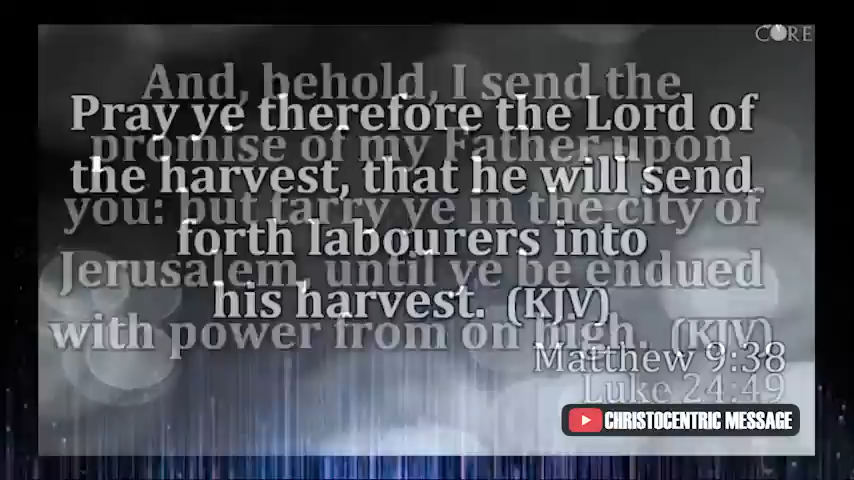 CORE
And, behold, I send the
Pray ye therefore the Lord of
promise of my Father upon
the harvest, that he will send
you: but tarry ye in the city of
forth labourers into
Jerusalem, until ye be endued
his harvest. (KJV)
with power from on high. (KJV)
Matthew 9:38
Luke 24:49
CHRISTOCENTRIC MESSAGE